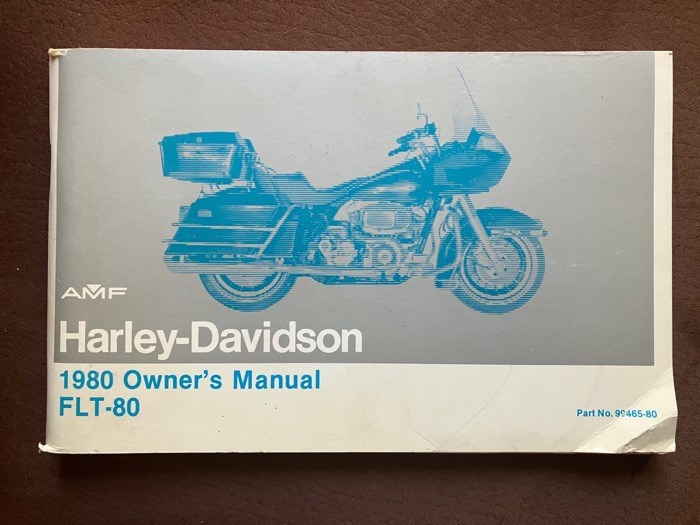 AMF
Harley-Davidson
1980 Owner's Manual
FLT-80
Part No. 99465-80